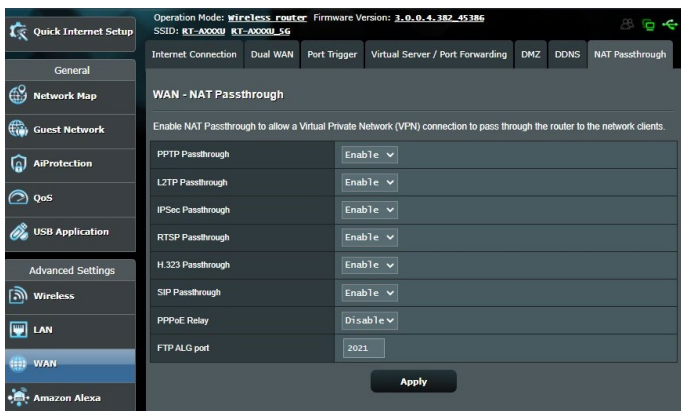 Operation Mode: Wireless router Firmware Version: 3.0.0.4.382_45386
SSID: RT-AXXXU RT-AXXXU_5G
Quick Internet Setup
General
Network Map
Guest Network
AiProtection
QoS
USB Application
Advanced Settings
Wireless
LAN
WAN
Amazon Alexa
Internet Connection Dual WAN Port Trigger Virtual Server / Port Forwarding DMZ DDNS NAT Passthrough
WAN - NAT Passthrough
Enable NAT Passthrough to allow a Virtual Private Network (VPN) connection to pass through the router to the network clients.
PPTP Passthrough Enable
L2TP Passthrough Enable
IPSec Passthrough Enable
RTSP Passthrough Enable
H.323 Passthrough Enable
SIP Passthrough Enable
PPPoE Relay Disable
FTP ALG port 2021
Apply